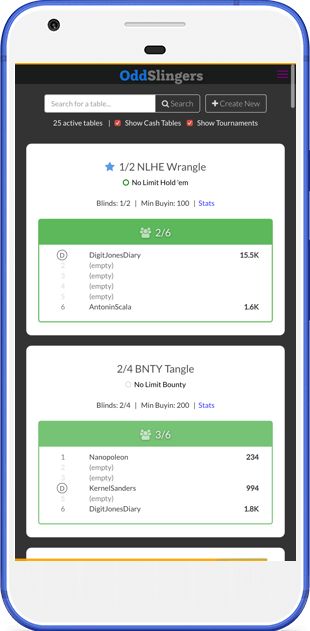 OddSlingers
Search for a table... Search Create New
25 active tables | Show Cash Tables Show Tournaments
1/2 NLHE Wrangle
No Limit Hold 'em
Blinds: 1/2 | Min Buyin: 100 | Stats
2/6
D DigitJonesDiary 15.5K
2 (empty)
3 (empty)
4 (empty)
5 (empty)
6 AntoninScala 1.6K
2/4 BNTY Tangle
No Limit Bounty
Blinds: 2/4 | Min Buyin: 200 | Stats
3/6
1 Nanopoleon 234
2 (empty)
3 (empty)
D KernelSanders 994
5 (empty)
6 DigitJonesDiary 1.8K